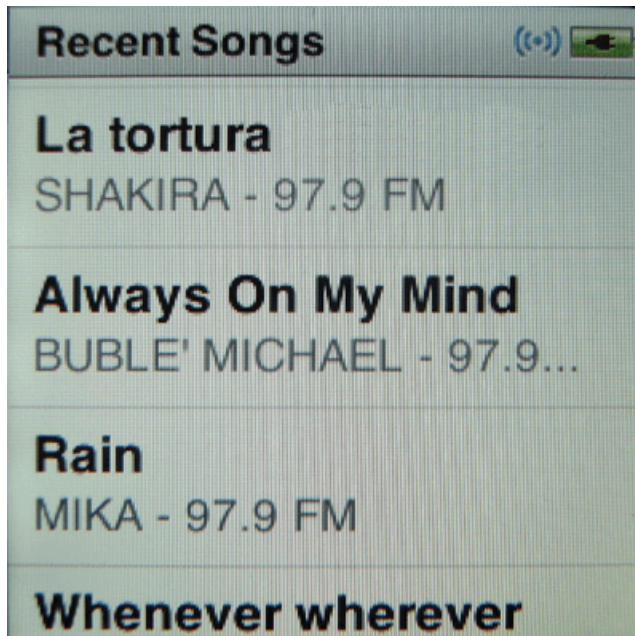 Recent Songs
La tortura
SHAKIRA - 97.9 FM
Always On My Mind
BUBLE' MICHAEL - 97.9...
Rain
MIKA - 97.9 FM
Whenever wherever